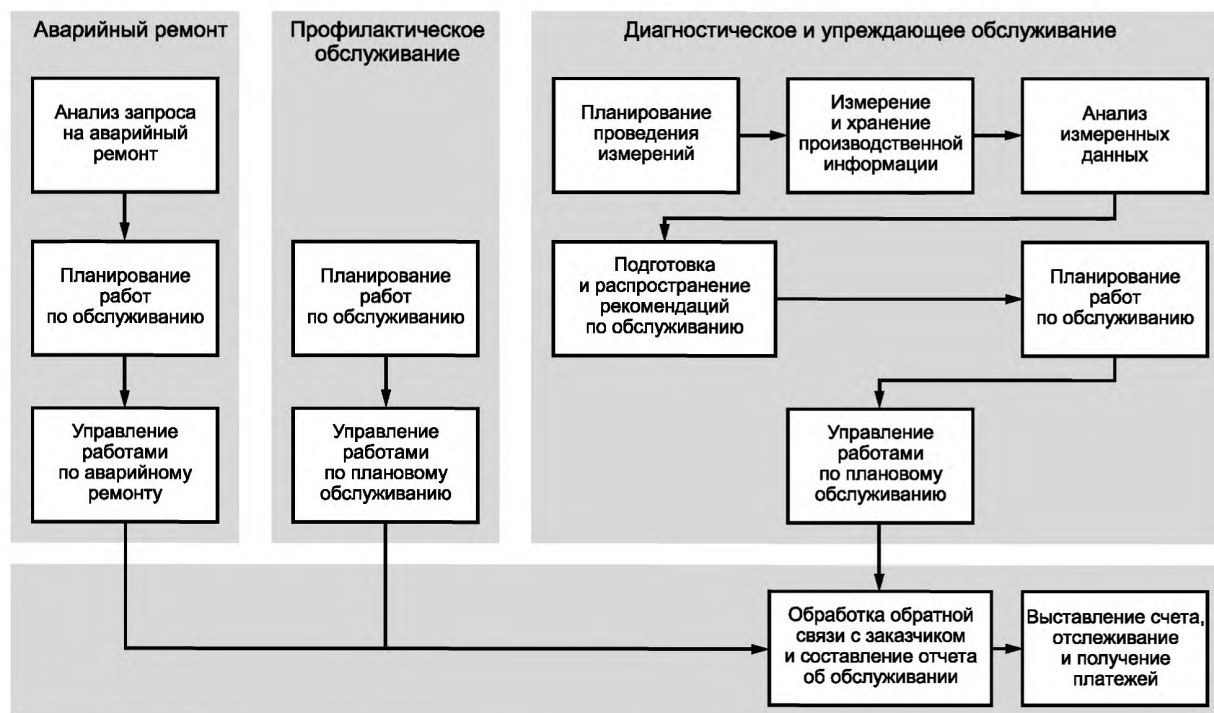 Аварийный ремонт
Анализ запроса
на аварийный
ремонт
Планирование
работ
по обслуживанию
Управление
работами
по аварийному
ремонту
Профилактическое
обслуживание
Планирование
работ
по обслуживанию
Управление
работами
по плановому
обслуживанию
Диагностическое и упреждающее обслуживание
Планирование
проведения
измерений
Измерение
и хранение
производственной
информации
Анализ
измеренных
данных
Подготовка
и распространение
рекомендаций
по обслуживанию
Планирование
работ
по обслуживанию
Управление
работами
по плановому
обслуживанию
Обработка обратной
связи с заказчиком
и составление отчета
об обслуживании
Выставление счета,
отслеживание
и получение
платежей